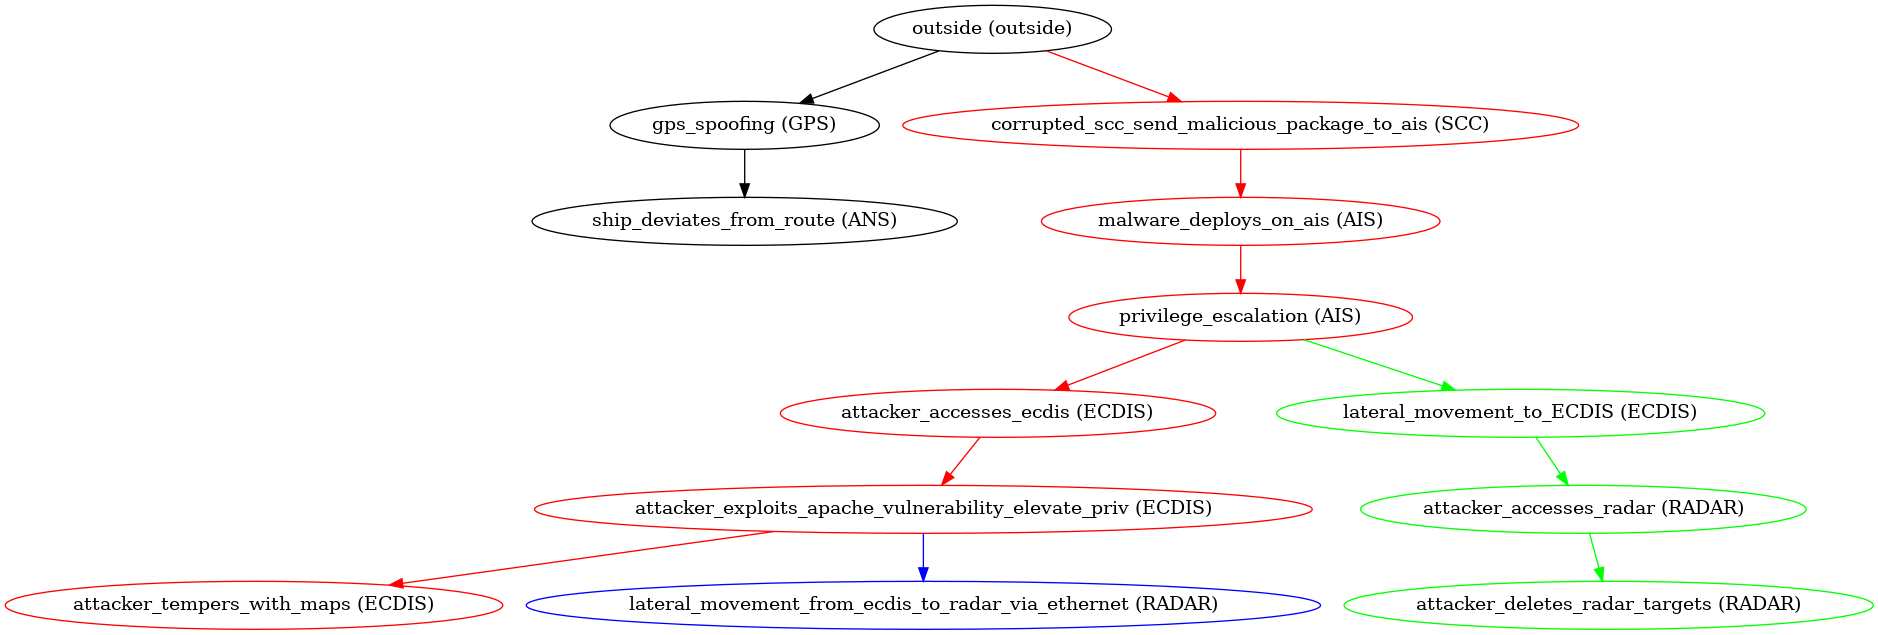 outside (outside)
gps_spoofing (GPS)
corrupted_scc_send_malicious_package_to_ais (SCC)
ship_deviates_from_route (ANS)
malware_deploys_on_ais (AIS)
privilege_escalation (AIS)
attacker_accesses_ecdis (ECDIS)
lateral_movement_to_ECDIS (ECDIS)
attacker_exploits_apache_vulnerability_elevate_priv (ECDIS)
attacker_accesses_radar (RADAR)
attacker_tempers_with_maps (ECDIS)
lateral_movement_from_ecdis_to_radar_via_ethernet (RADAR)
attacker_deletes_radar_targets (RADAR)